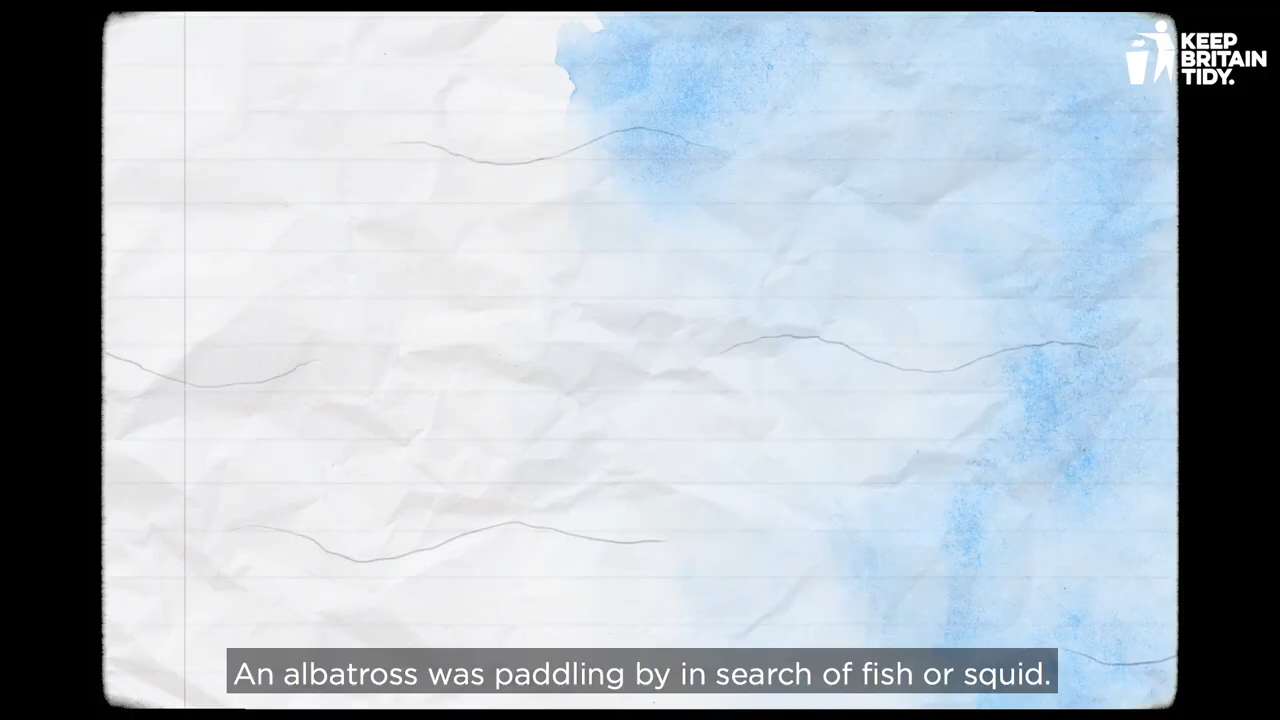 KEEP
BRITAIN
TIDY.
An albatross was paddling by in search of fish or squid.